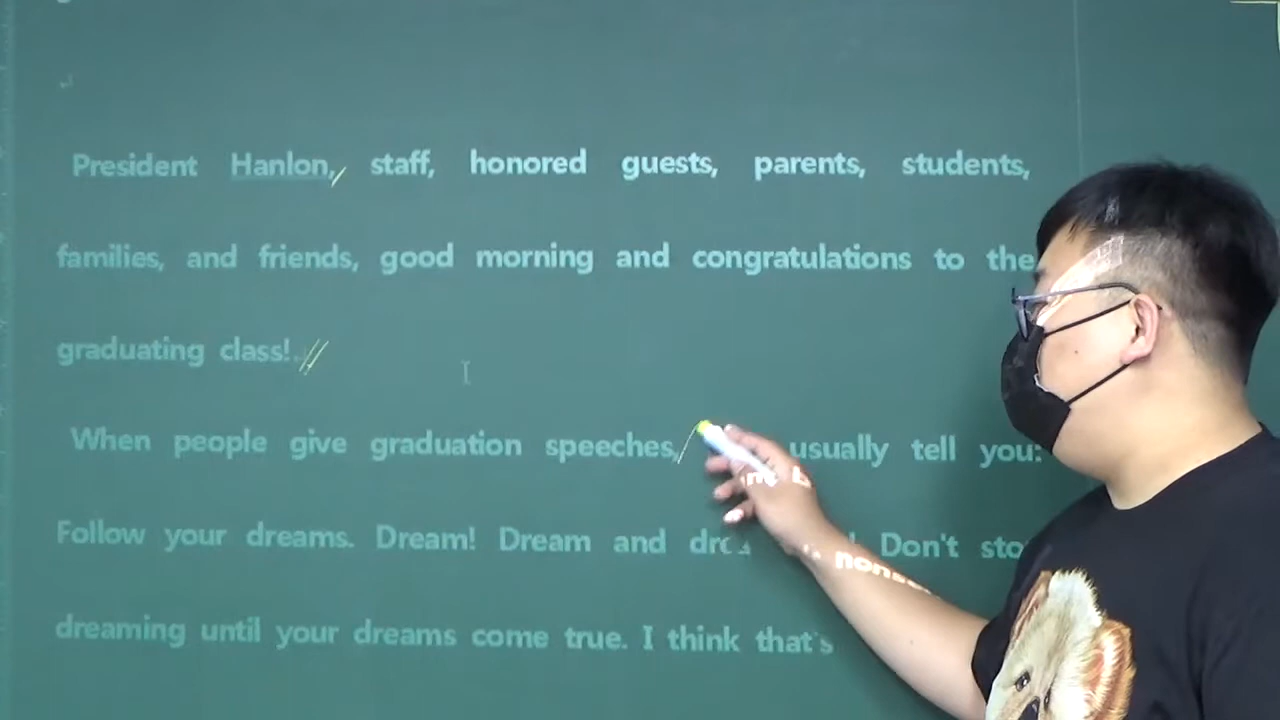 President Hanlon, staff, honored guests, parents, students,
families, and friends, good morning and congratulations to the
graduating class!
When people give graduation speeches, usually tell you:
Follow your dreams. Dream! Dream and Don't
dreaming until your dreams come true. I think that's